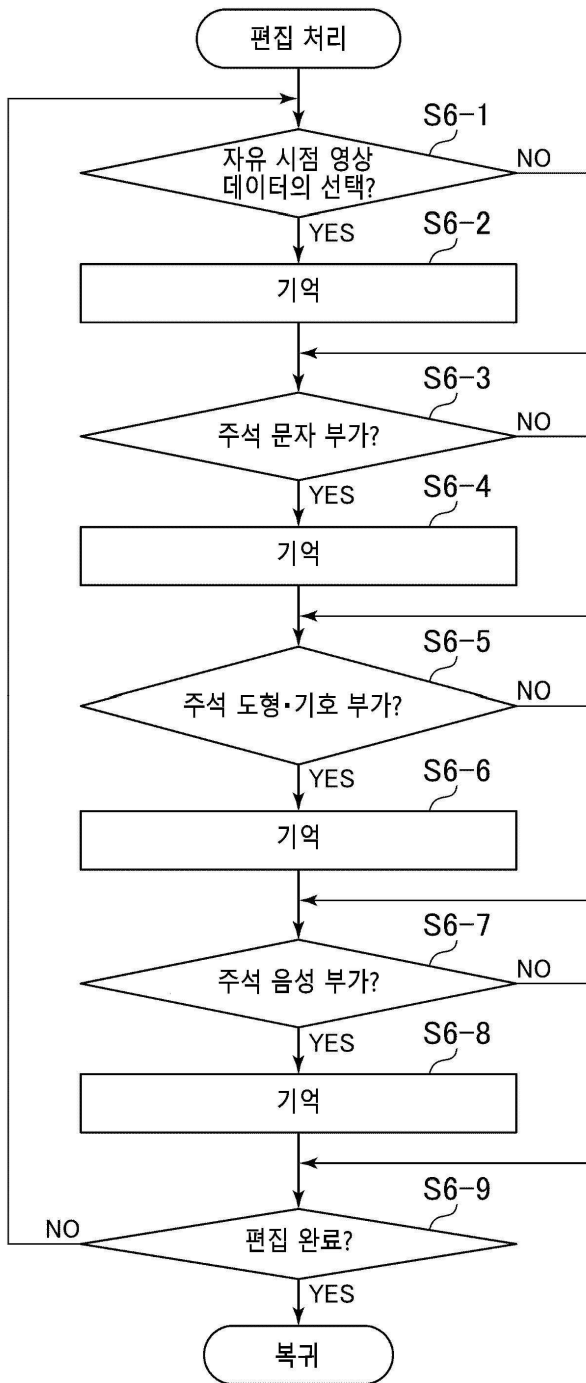 편집 처리
S6-1
자유 시점 영상
데이터의 선택?
NO
YES
S6-2
기억
S6-3
주석 문자 부가?
NO
YES
S6-4
기억
S6-5
주석 도형·기호 부가?
NO
YES
S6-6
기억
S6-7
주석 음성 부가?
NO
YES
S6-8
기억
S6-9
NO
편집 완료?
YES
복귀